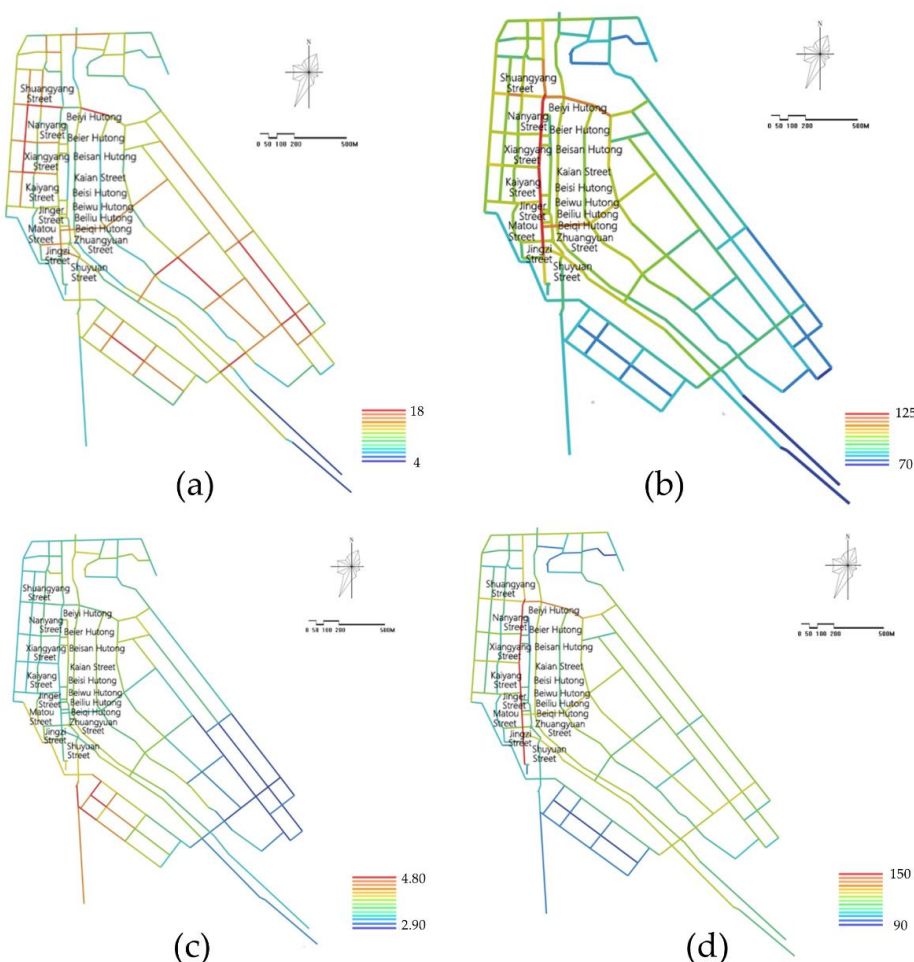 N
0 50 100 200 500M
Shuangyang
Street
Beiyi Hutong
Nanyang
Street
Beier Hutong
Xiangyang
Street
Beisan Hutong
Kaian Street
Kaiyang
Street
Beisi Hutong
Jinger
Street
Beiwu Hutong
Beiliu Hutong
Matou
Street
Beiqi Hutong
Zhuangyuan
Street
Jingzi
Street
Shuyuan
Street
18
4
(a)
N
0 50 100 200 500M
Shuangyang
Street
Beiyi Hutong
Nanyang
Street
Beier Hutong
Xiangyang
Street
Beisan Hutong
Kaian Street
Kaiyang
Street
Beisi Hutong
Jinger
Street
Beiwu Hutong
Beiliu Hutong
Matou
Street
Beiqi Hutong
Zhuangyuan
Street
Jingzi
Street
Shuyuan
Street
125
70
(b)
N
0 50 100 200 500M
Shuangyang
Street
Beiyi Hutong
Nanyang
Street
Beier Hutong
Xiangyang
Street
Beisan Hutong
Kaian Street
Kaiyang
Street
Beisi Hutong
Jinger
Street
Beiwu Hutong
Beiliu Hutong
Matou
Street
Beiqi Hutong
Zhuangyuan
Street
Jingzi
Street
Shuyuan
Street
4.80
2.90
(c)
N
0 50 100 200 500M
Shuangyang
Street
Beiyi Hutong
Nanyang
Street
Beier Hutong
Xiangyang
Street
Beisan Hutong
Kaian Street
Kaiyang
Street
Beisi Hutong
Jinger
Street
Beiwu Hutong
Beiliu Hutong
Matou
Street
Beiqi Hutong
Zhuangyuan
Street
Jingzi
Street
Shuyuan
Street
150
90
(d)